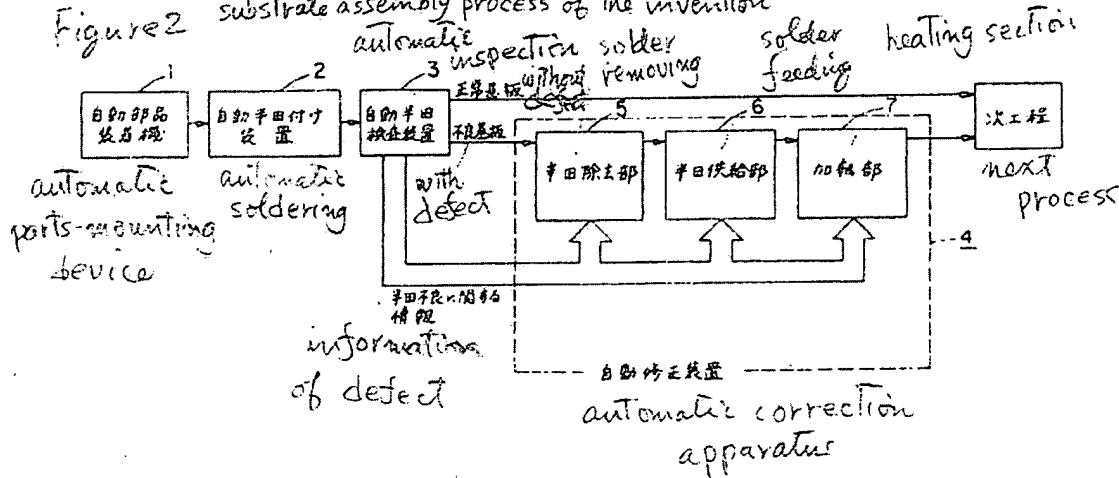 Figure 2 substrate assembly process of the invention
automatic
inspection
solder
removing
solder
feeding
heating section
1
2
3
正常基板
without
5
6
7
自動部品
装着機
自動半田付け
装置
自動半田
検査装置
不良基板
半田除去部
半田供給部
加熱部
次工程
automatic
parts-mounting
device
automatic
soldering
with
defect
next
process
4
半田不良に関する
情報
information
of defect
自動修正装置
automatic correction
apparatus